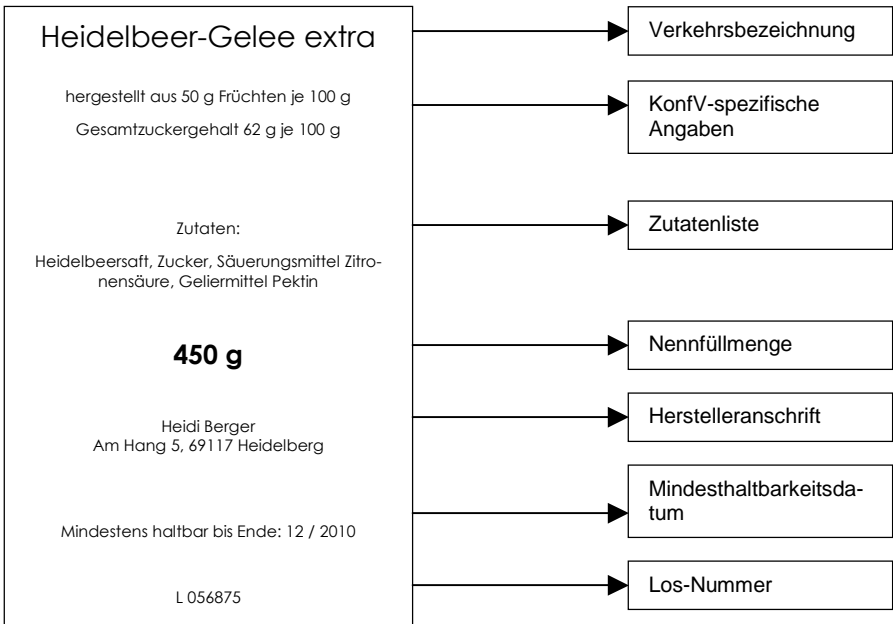 Heidelbeer-Gelee extra
hergestellt aus 50 g Früchten je 100 g
Gesamtzuckergehalt 62 g je 100 g
Zutaten:
Heidelbeersaft, Zucker, Säuerungsmittel Zitro-
nensäure, Geliermittel Pektin
450 g
Heidi Berger
Am Hang 5, 69117 Heidelberg
Mindestens haltbar bis Ende: 12 / 2010
L 056875
Verkehrsbezeichnung
KonfV-spezifische
Angaben
Zutatenliste
Nennfüllmenge
Herstelleranschrift
Mindesthaltbarkeitsda-
tum
Los-Nummer